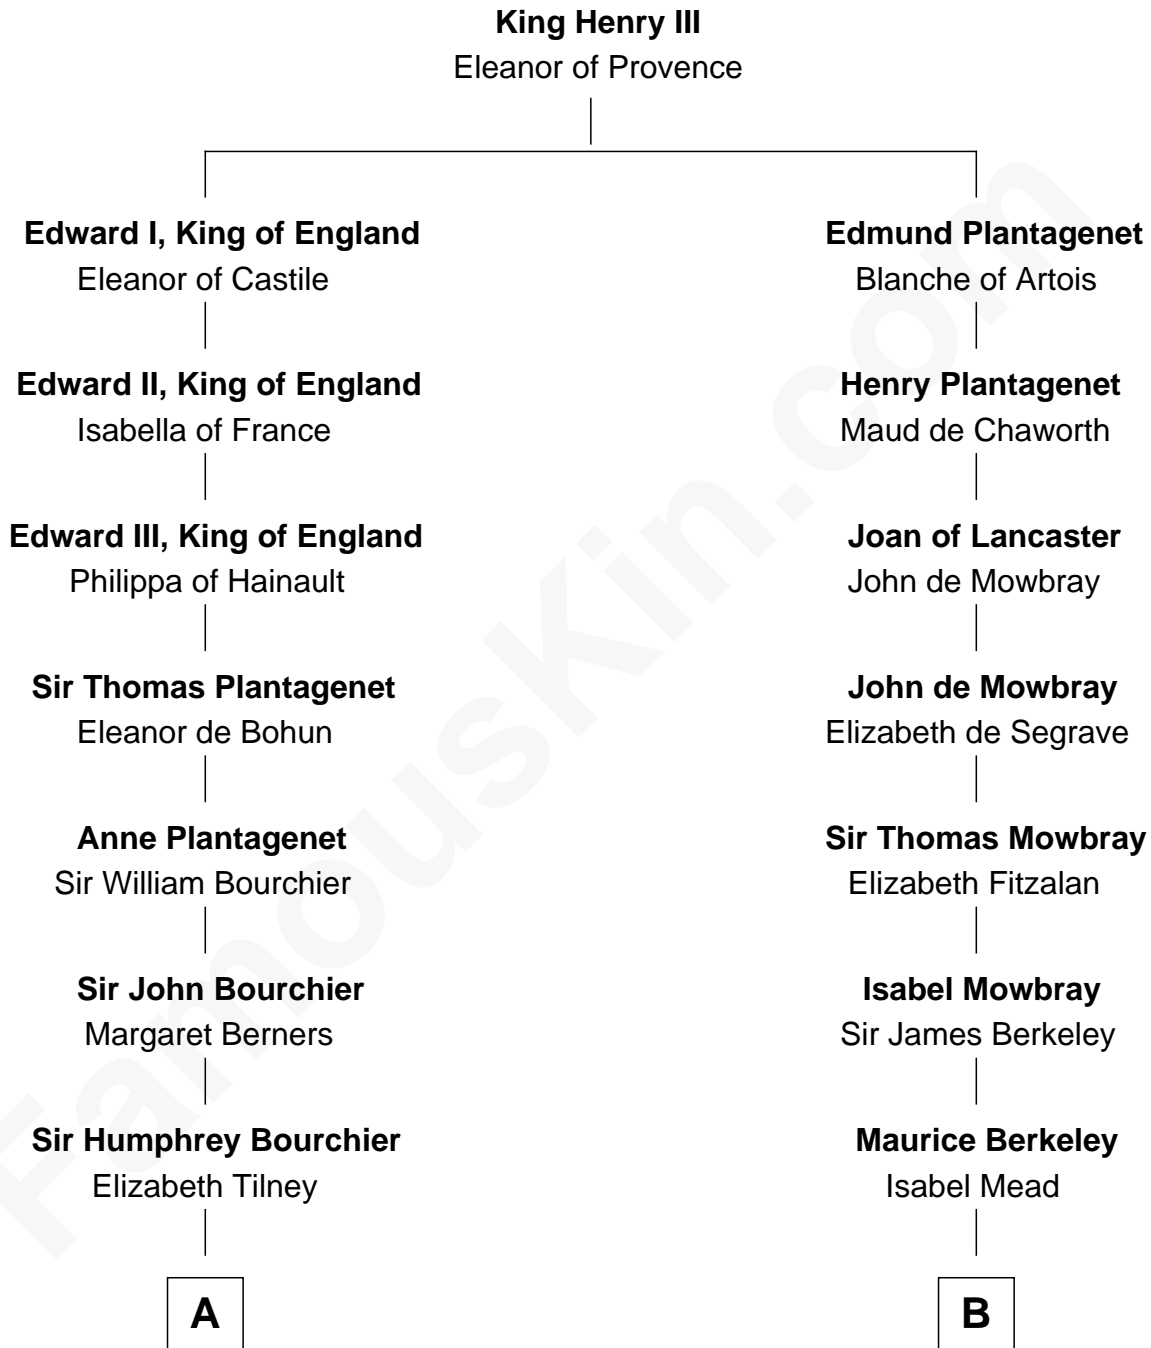 King Henry III
Eleanor of Provence
Edward I, King of England
Eleanor of Castile
Edward II, King of England
Isabella of France
Edward III, King of England
Philippa of Hainault
Sir Thomas Plantagenet
Eleanor de Bohun
Anne Plantagenet
Sir William Bourchier
Sir John Bourchier
Margaret Berners
Sir Humphrey Bourchier
Elizabeth Tilney
A
Edmund Plantagenet
Blanche of Artois
Henry Plantagenet
Maud de Chaworth
Joan of Lancaster
John de Mowbray
John de Mowbray
Elizabeth de Segrave
Sir Thomas Mowbray
Elizabeth Fitzalan
Isabel Mowbray
Sir James Berkeley
Maurice Berkeley
Isabel Mead
B
FamousKin.com